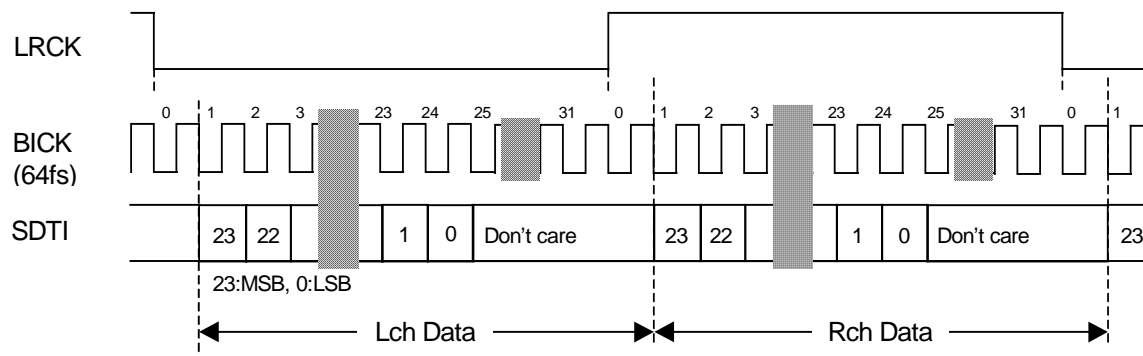 LRCK
0 1 2 3 23 24 25 31 0 1 2 3 23 24 25 31 0 1
BICK
(64fs)
SDTI
23 22 1 0 Don't care 23 22 1 0 Don't care 23
23:MSB, 0:LSB
Lch Data Rch Data